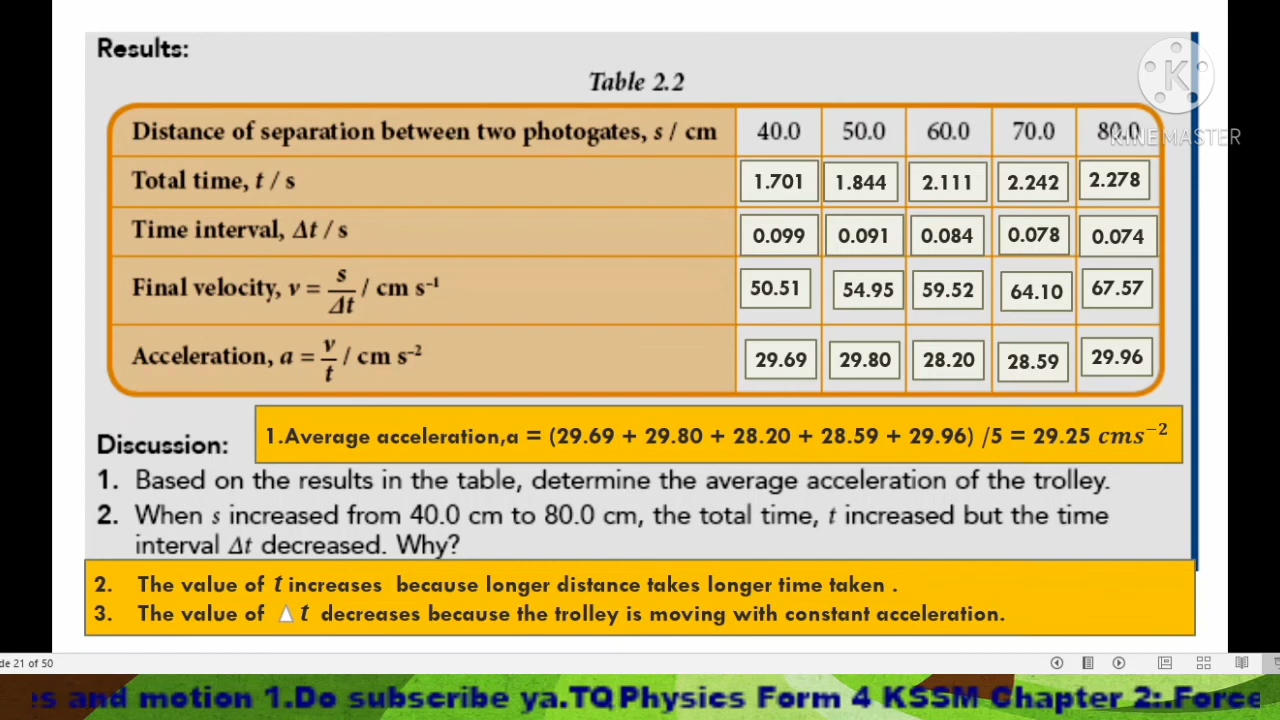 Results:
Table 2.2
Distance of separation between two photogates, s / cm 40.0 50.0 60.0 70.0 80.0
KINEMASTER
Total time, t / s 1.701 1.844 2.111 2.242 2.278
Time interval, Δt / s 0.099 0.091 0.084 0.078 0.074
Final velocity, v = s/Δt / cm s⁻¹ 50.51 54.95 59.52 64.10 67.57
Acceleration, a = v/t / cm s⁻² 29.69 29.80 28.20 28.59 29.96
1.Average acceleration,a = (29.69 + 29.80 + 28.20 + 28.59 + 29.96) /5 = 29.25 cms⁻²
Discussion:
1. Based on the results in the table, determine the average acceleration of the trolley.
2. When s increased from 40.0 cm to 80.0 cm, the total time, t increased but the time
interval Δt decreased. Why?
2. The value of t increases because longer distance takes longer time taken .
3. The value of Δ t decreases because the trolley is moving with constant acceleration.
de 21 of 50
es and motion 1.Do subscribe ya.TQ Physics Form 4 KSSM Chapter 2:.Force